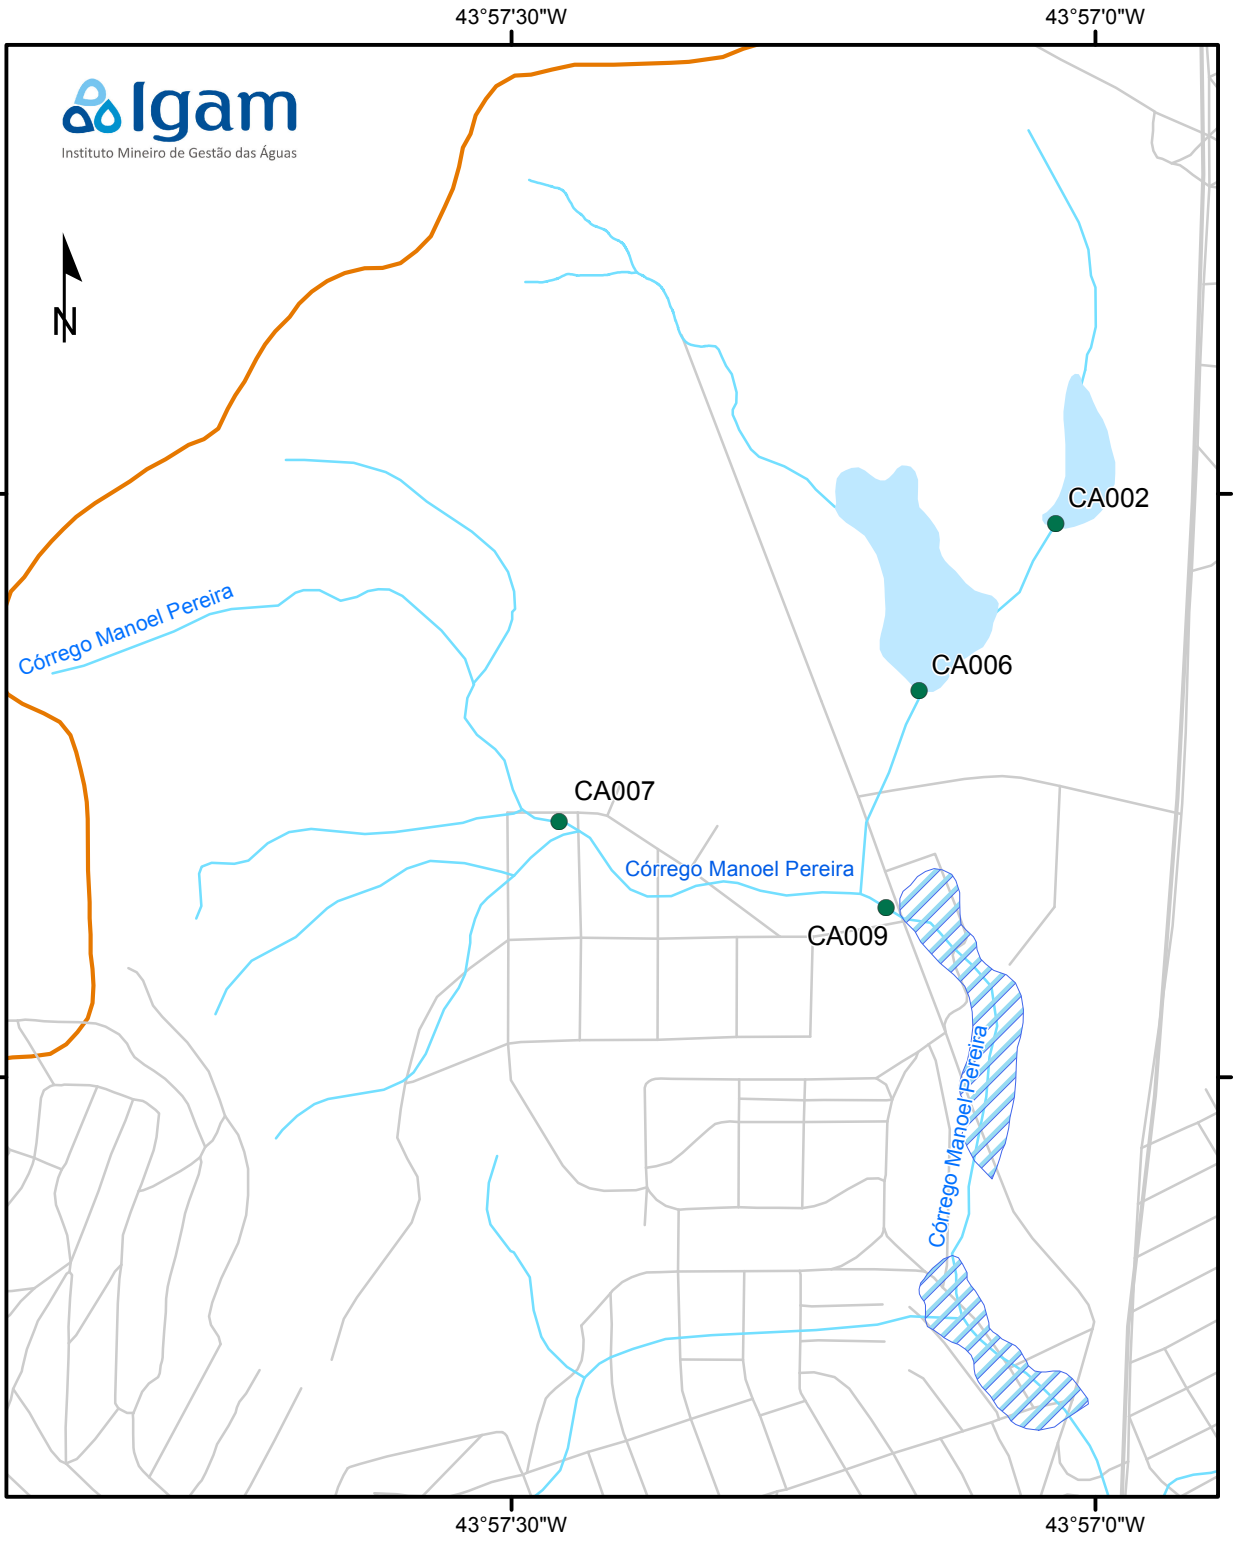 43°57'30"W
43°57'0"W
Igam
Instituto Mineiro de Gestão das Águas
N
CA002
Córrego Manoel Pereira
CA006
CA007
Córrego Manoel Pereira
CA009
Córrego Manoel Pereira
43°57'30"W
43°57'0"W